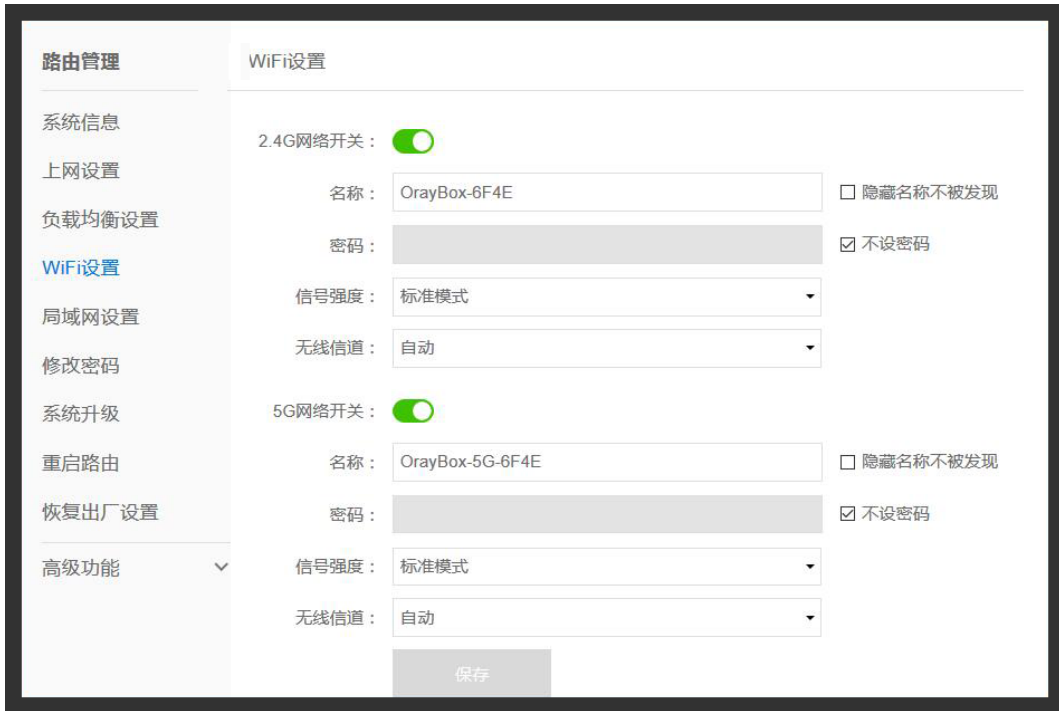 路由管理
系统信息
上网设置
负载均衡设置
WiFi设置
局域网设置
修改密码
系统升级
重启路由
恢复出厂设置
高级功能
WiFi设置
2.4G网络开关：
名称： OrayBox-6F4E 隐藏名称不被发现
密码： 不设密码
信号强度： 标准模式
无线信道： 自动
5G网络开关：
名称： OrayBox-5G-6F4E 隐藏名称不被发现
密码： 不设密码
信号强度： 标准模式
无线信道： 自动
保存